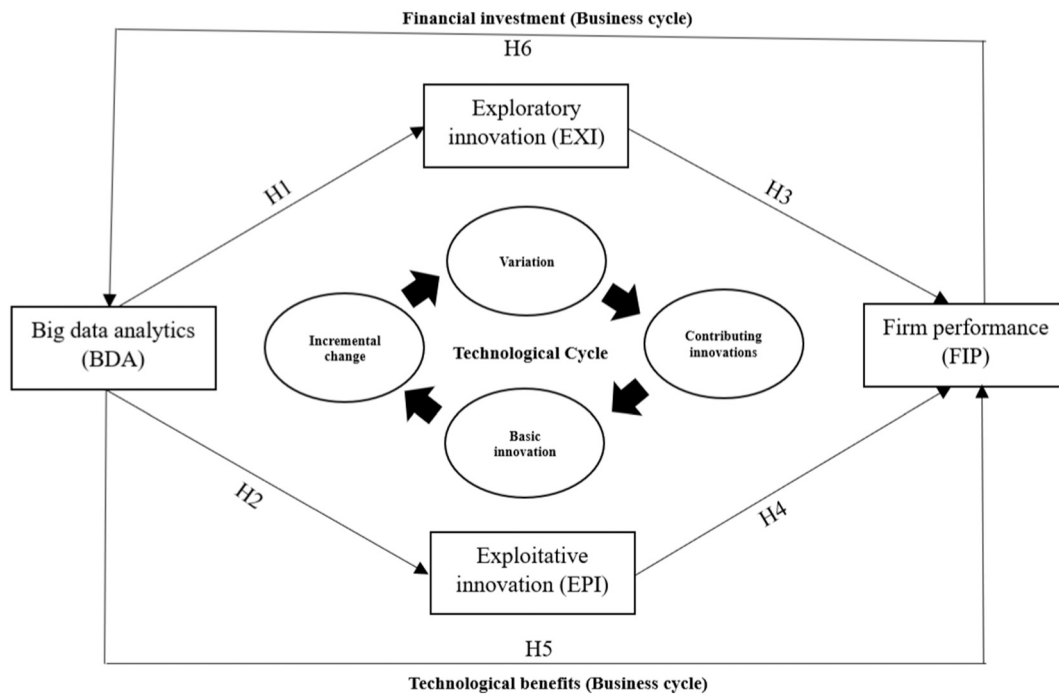 Financial investment (Business cycle)
H6
Exploratory
innovation (EXI)
H1
H3
Variation
Big data analytics
(BDA)
Incremental
change
Technological Cycle
Contributing
innovations
Firm performance
(FIP)
Basic
innovation
H2
H4
Exploitative
innovation (EPI)
H5
Technological benefits (Business cycle)